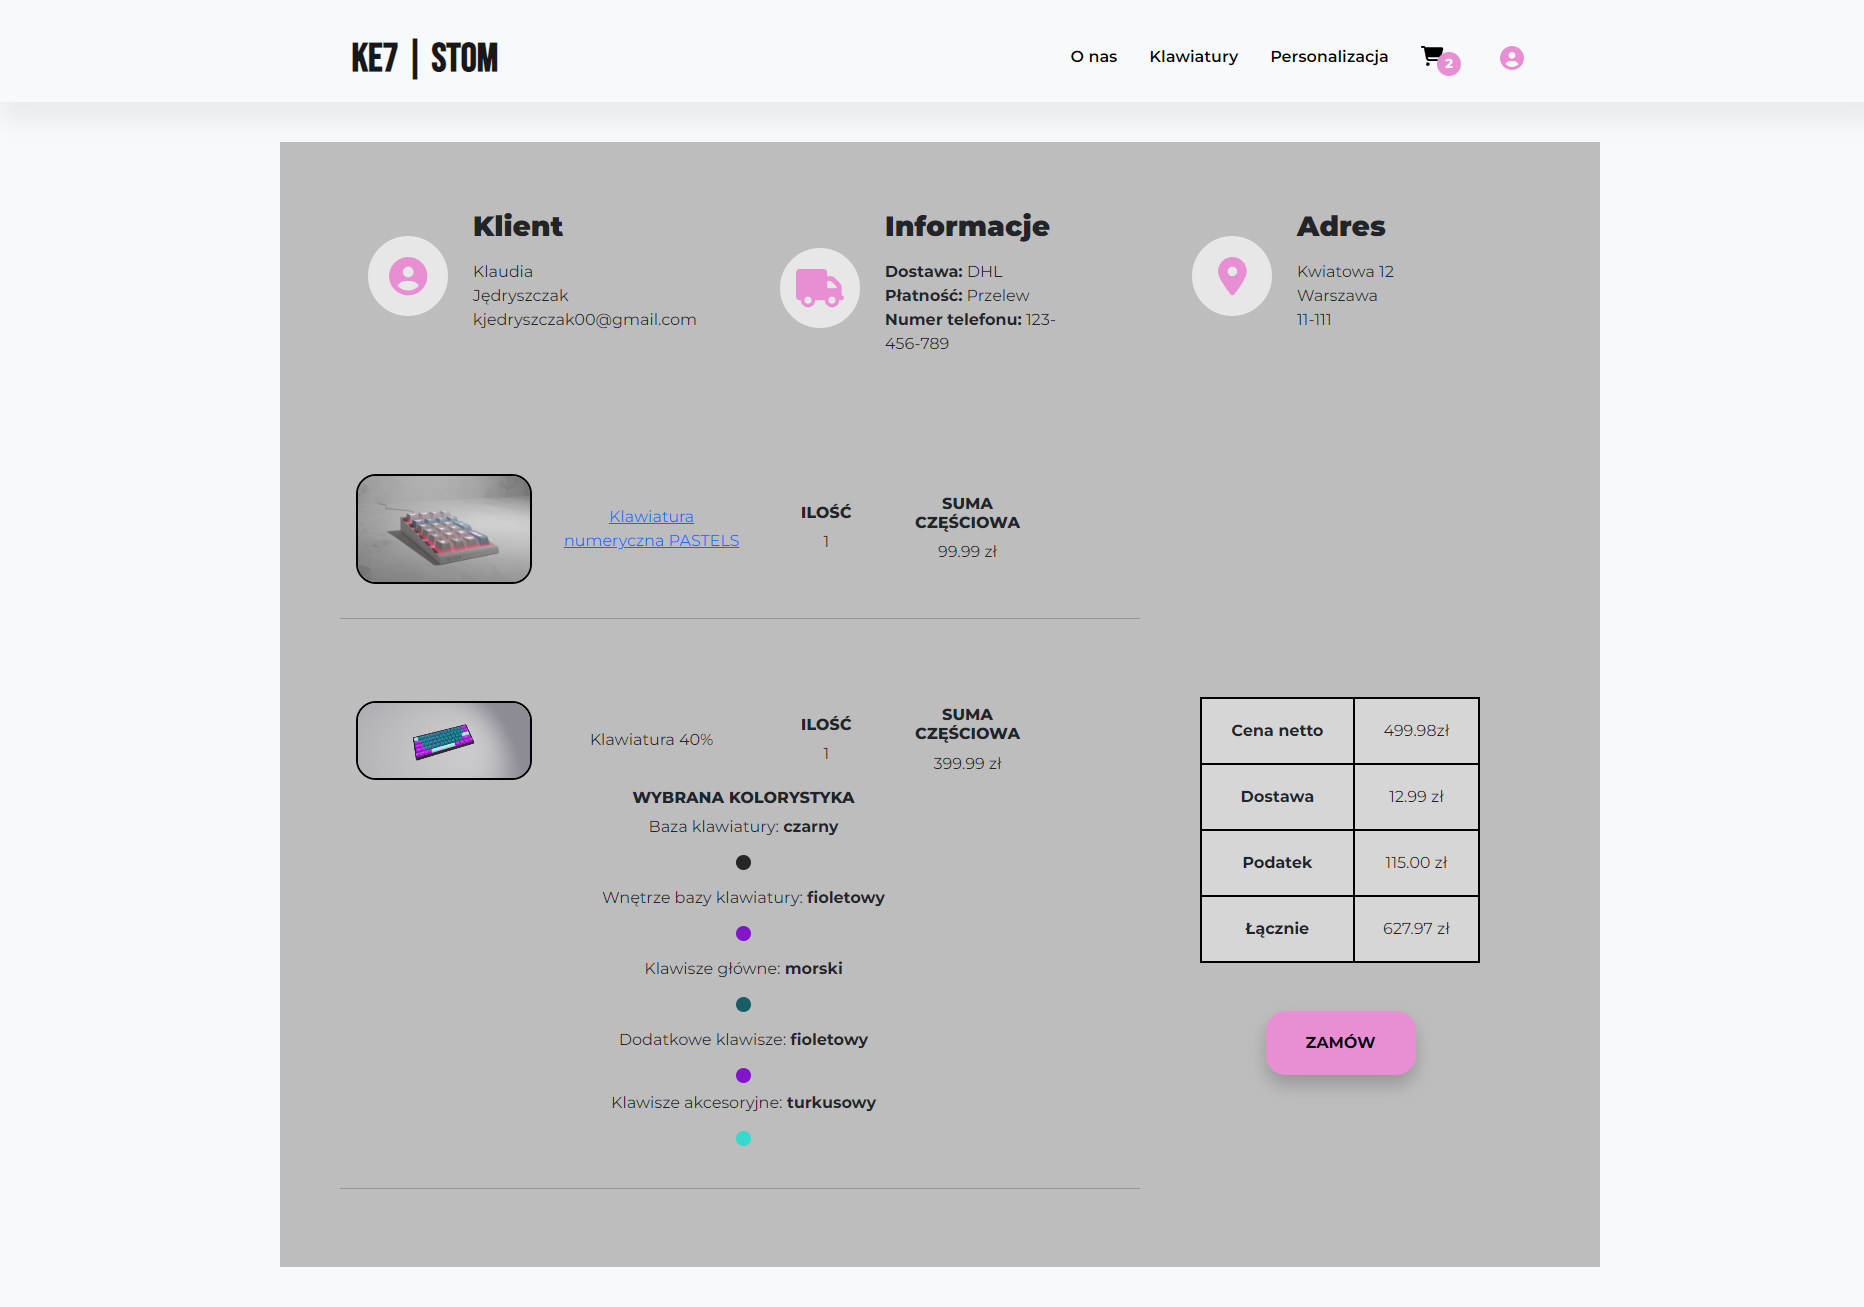 KE7 | STOM
O nas
Klawiatury
Personalizacja
2
Klient
Klaudia
Jędryszczak
kjedryszczak00@gmail.com
Informacje
Dostawa: DHL
Płatność: Przelew
Numer telefonu: 123-
456-789
Adres
Kwiatowa 12
Warszawa
11-111
Klawiatura
numeryczna PASTELS
ILOŚĆ
1
SUMA
CZĘŚCIOWA
99.99 zł
Klawiatura 40%
ILOŚĆ
1
SUMA
CZĘŚCIOWA
399.99 zł
WYBRANA KOLORYSTYKA
Baza klawiatury: czarny
Wnętrze bazy klawiatury: fioletowy
Klawisze główne: morski
Dodatkowe klawisze: fioletowy
Klawisze akcesoryjne: turkusowy
Cena netto 499.98zł
Dostawa 12.99 zł
Podatek 115.00 zł
Łącznie 627.97 zł
ZAMÓW